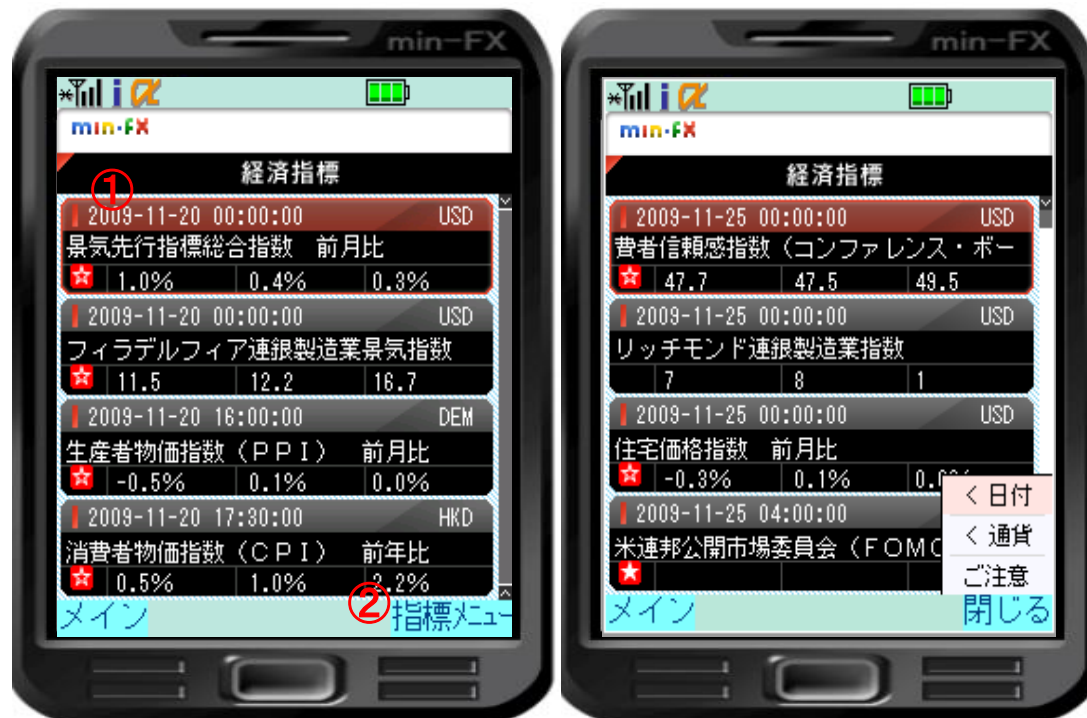 min-FX
i α
min-FX
経済指標
①
2009-11-20 00:00:00 USD
景気先行指標総合指数 前月比
1.0% 0.4% 0.3%
2009-11-20 00:00:00 USD
フィラデルフィア連銀製造業景気指数
11.5 12.2 16.7
2009-11-20 16:00:00 DEM
生産者物価指数(PPI) 前月比
-0.5% 0.1% 0.0%
2009-11-20 17:30:00 HKD
消費者物価指数(CPI) 前年比
0.5% 1.0% 2.2%
②
メイン 指標メニュー
min-FX
i α
min-FX
経済指標
2009-11-25 00:00:00 USD
費者信頼感指数(コンファレンス・ボー
47.7 47.5 49.5
2009-11-25 00:00:00 USD
リッチモンド連銀製造業指数
7 8 1
2009-11-25 00:00:00 USD
住宅価格指数 前月比
-0.3% 0.1%
2009-11-25 04:00:00
米連邦公開市場委員会(FOMC
< 日付
< 通貨
ご注意
メイン 閉じる